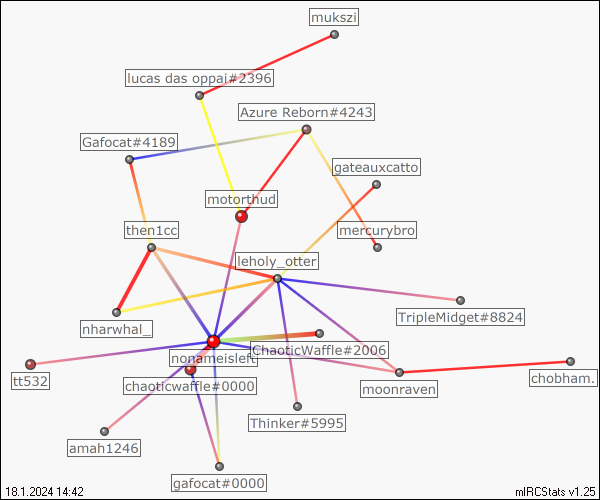 mukszi
lucas das oppai#2396
Azure Reborn#4243
Gafocat#4189
gateauxcatto
motorthud
then1cc
mercurybro
leholy_otter
TripleMidget#8824
nharwhal_
ChaoticWaffle#2006
nonameisleft
tt532
chaoticwaffle#0000
moonraven
chobham.
Thinker#5995
amah1246
gafocat#0000
18.1.2024 14:42
mIRCStats v1.25